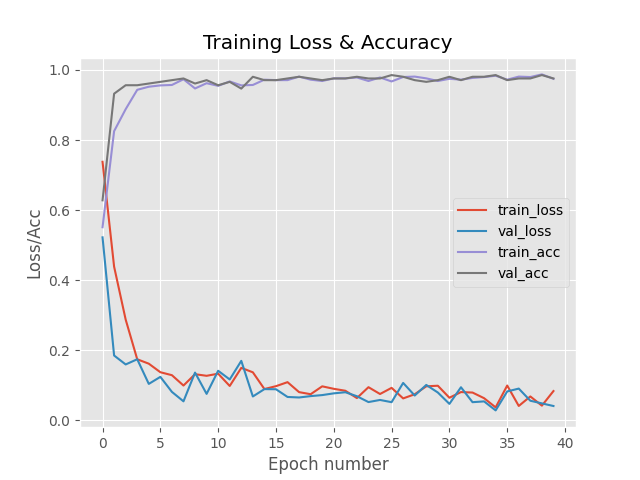 Training Loss & Accuracy
1.0
0.8
0.6
0.4
0.2
0.0
Loss/Acc
train_loss
val_loss
train_acc
val_acc
0 5 10 15 20 25 30 35 40
Epoch number